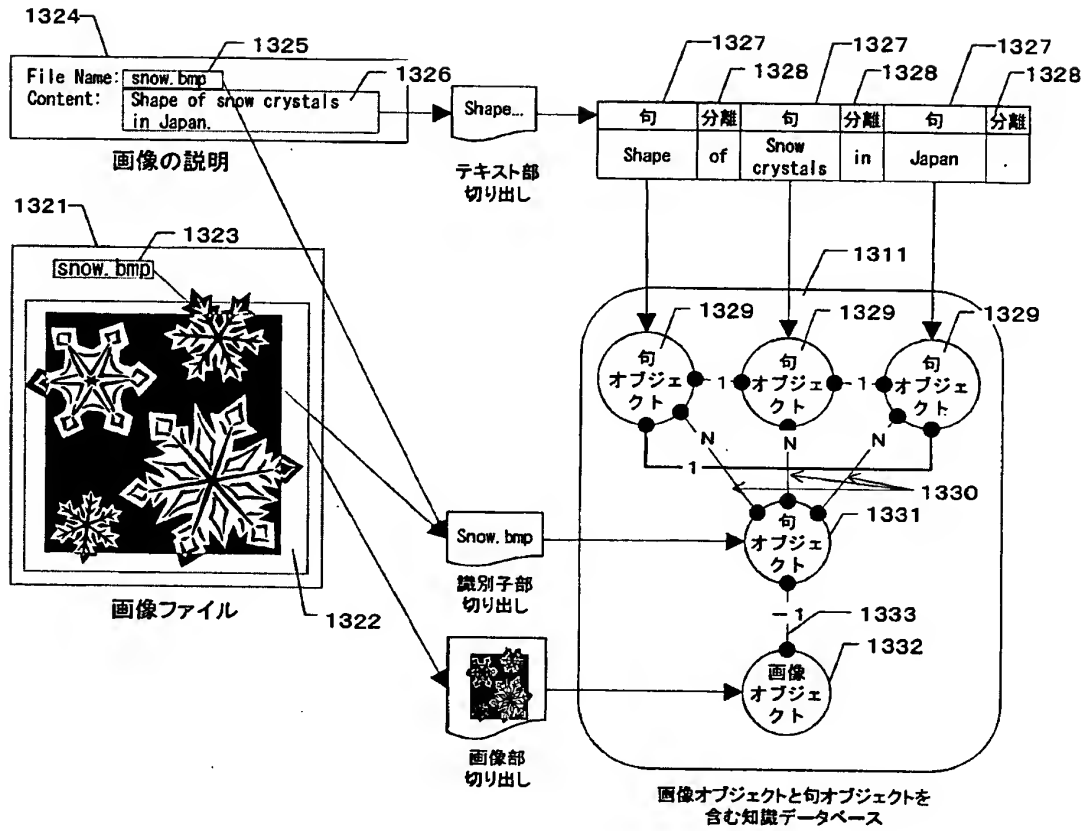 1324
1325
File Name: snow.bmp
1326
Content: Shape of snow crystals
in Japan.
画像の説明
Shape...
テキスト部
切り出し
1327 1327 1327
1328 1328 1328
句 分離 句 分離 句 分離
Shape of Snow
crystals in Japan .
1321
1323
snow.bmp
画像ファイル
1322
1311
1329 1329 1329
句
オブジェ
クト
1
句
オブジェ
クト
1
句
オブジェ
クト
N N N
1
1330
1331
Snow.bmp
識別子部
切り出し
句
オブジェ
クト
-1
1333
1332
画像
オブジェ
クト
画像部
切り出し
画像オブジェクトと句オブジェクトを
含む知識データベース